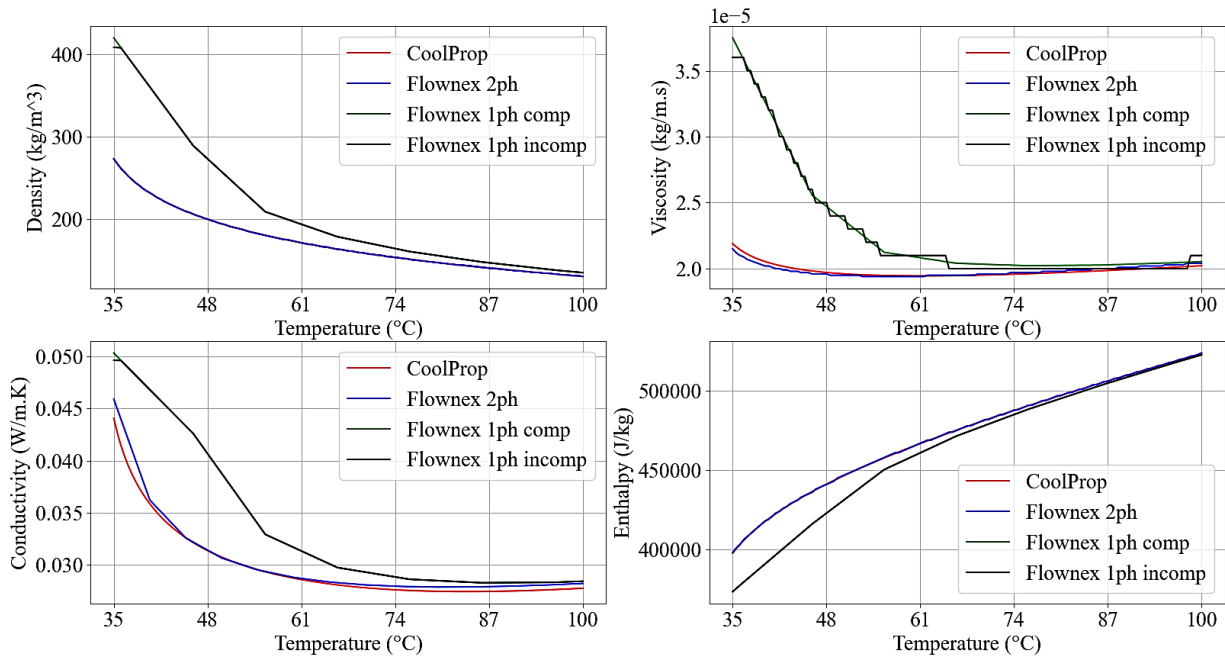 400
300
200
Density (kg/m^3)
35 48 61 74 87 100
Temperature (°C)
CoolProp
Flownex 2ph
Flownex 1ph comp
Flownex 1ph incomp
1e−5
3.5
3.0
2.5
2.0
Viscosity (kg/m.s)
35 48 61 74 87 100
Temperature (°C)
CoolProp
Flownex 2ph
Flownex 1ph comp
Flownex 1ph incomp
0.050
0.045
0.040
0.035
0.030
Conductivity (W/m.K)
35 48 61 74 87 100
Temperature (°C)
CoolProp
Flownex 2ph
Flownex 1ph comp
Flownex 1ph incomp
500000
450000
400000
Enthalpy (J/kg)
35 48 61 74 87 100
Temperature (°C)
CoolProp
Flownex 2ph
Flownex 1ph comp
Flownex 1ph incomp